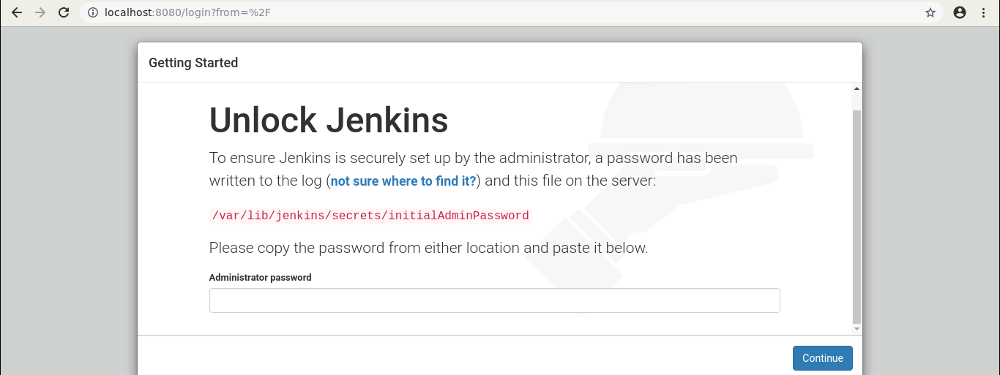 localhost:8080/login?from=%2F
Getting Started
Unlock Jenkins
To ensure Jenkins is securely set up by the administrator, a password has been
written to the log (not sure where to find it?) and this file on the server:
/var/lib/jenkins/secrets/initialAdminPassword
Please copy the password from either location and paste it below.
Administrator password
Continue